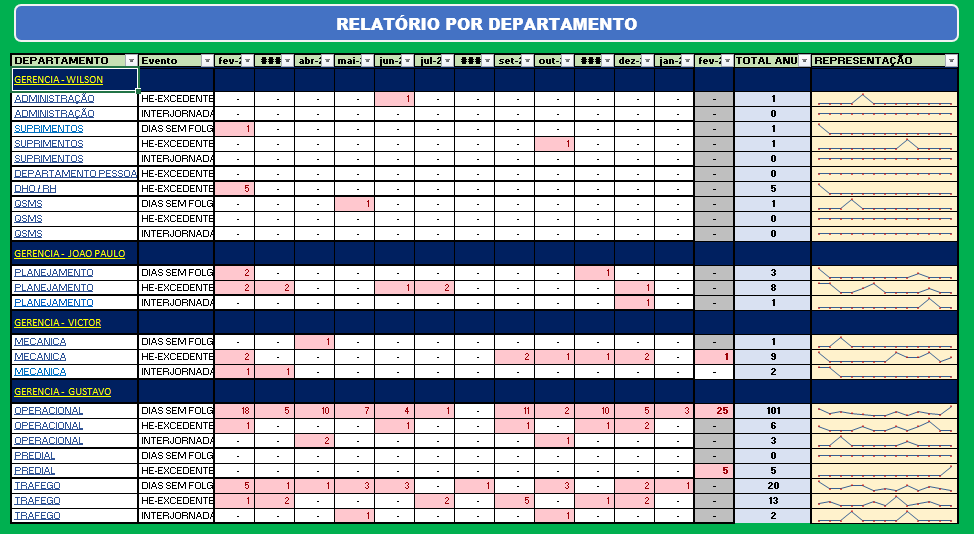 RELATÓRIO POR DEPARTAMENTO
DEPARTAMENTO Evento fev-2 ### abr-2 mai-2 jun-2 jul-2 ### set-2 out-2 ### dez-2 jan-2 fev-2 TOTAL ANU REPRESENTAÇÃO
GERENCIA - WILSON
ADMINISTRAÇÃO HE-EXCEDENTE - - - - 1 - - - - - - - - 1
ADMINISTRAÇÃO INTERJORNADA - - - - - - - - - - - - - 0
SUPRIMENTOS DIAS SEM FOLG 1 - - - - - - - - - - - - 1
SUPRIMENTOS HE-EXCEDENTE - - - - - - - - 1 - - - - 1
SUPRIMENTOS INTERJORNADA - - - - - - - - - - - - - 0
DEPARTAMENTO PESSOA HE-EXCEDENTE - - - - - - - - - - - - - 0
DHO / RH HE-EXCEDENTE 5 - - - - - - - - - - - - 5
QSMS DIAS SEM FOLG - - - 1 - - - - - - - - - 1
QSMS HE-EXCEDENTE - - - - - - - - - - - - - 0
QSMS INTERJORNADA - - - - - - - - - - - - - 0
GERENCIA - JOAO PAULO
PLANEJAMENTO DIAS SEM FOLG 2 - - - - - - - - 1 - - - 3
PLANEJAMENTO HE-EXCEDENTE 2 2 - - 1 2 - - - - 1 - - 8
PLANEJAMENTO INTERJORNADA - - - - - - - - - - 1 - - 1
GERENCIA - VICTOR
MECANICA DIAS SEM FOLG - - 1 - - - - - - - - - - 1
MECANICA HE-EXCEDENTE 2 - - - - - - 2 1 1 2 - 1 9
MECANICA INTERJORNADA 1 1 - - - - - - - - - - - 2
GERENCIA - GUSTAVO
OPERACIONAL DIAS SEM FOLG 18 5 10 7 4 1 - 11 2 10 5 3 25 101
OPERACIONAL HE-EXCEDENTE 1 - - - 1 - - 1 - 1 2 - - 6
OPERACIONAL INTERJORNADA - - 2 - - - - - 1 - - - - 3
PREDIAL DIAS SEM FOLG - - - - - - - - - - - - - 0
PREDIAL HE-EXCEDENTE - - - - - - - - - - - - 5 5
TRAFEGO DIAS SEM FOLG 5 1 1 3 3 - 1 - 3 - 2 1 - 20
TRAFEGO HE-EXCEDENTE 1 2 - - - 2 - 5 - 1 2 - - 13
TRAFEGO INTERJORNADA - - - 1 - - - - 1 - - - - 2